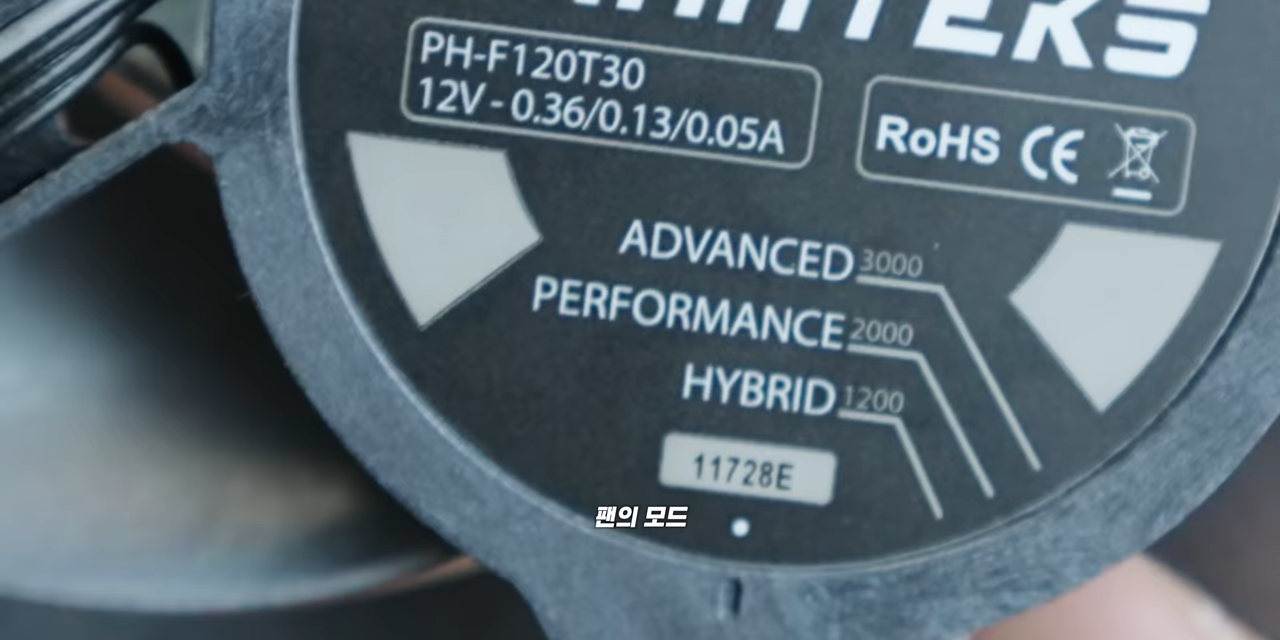 PH-F120T30
12V - 0.36/0.13/0.05A
RoHS CE
ADVANCED 3000
PERFORMANCE 2000
HYBRID 1200
11728E
팬의 모드